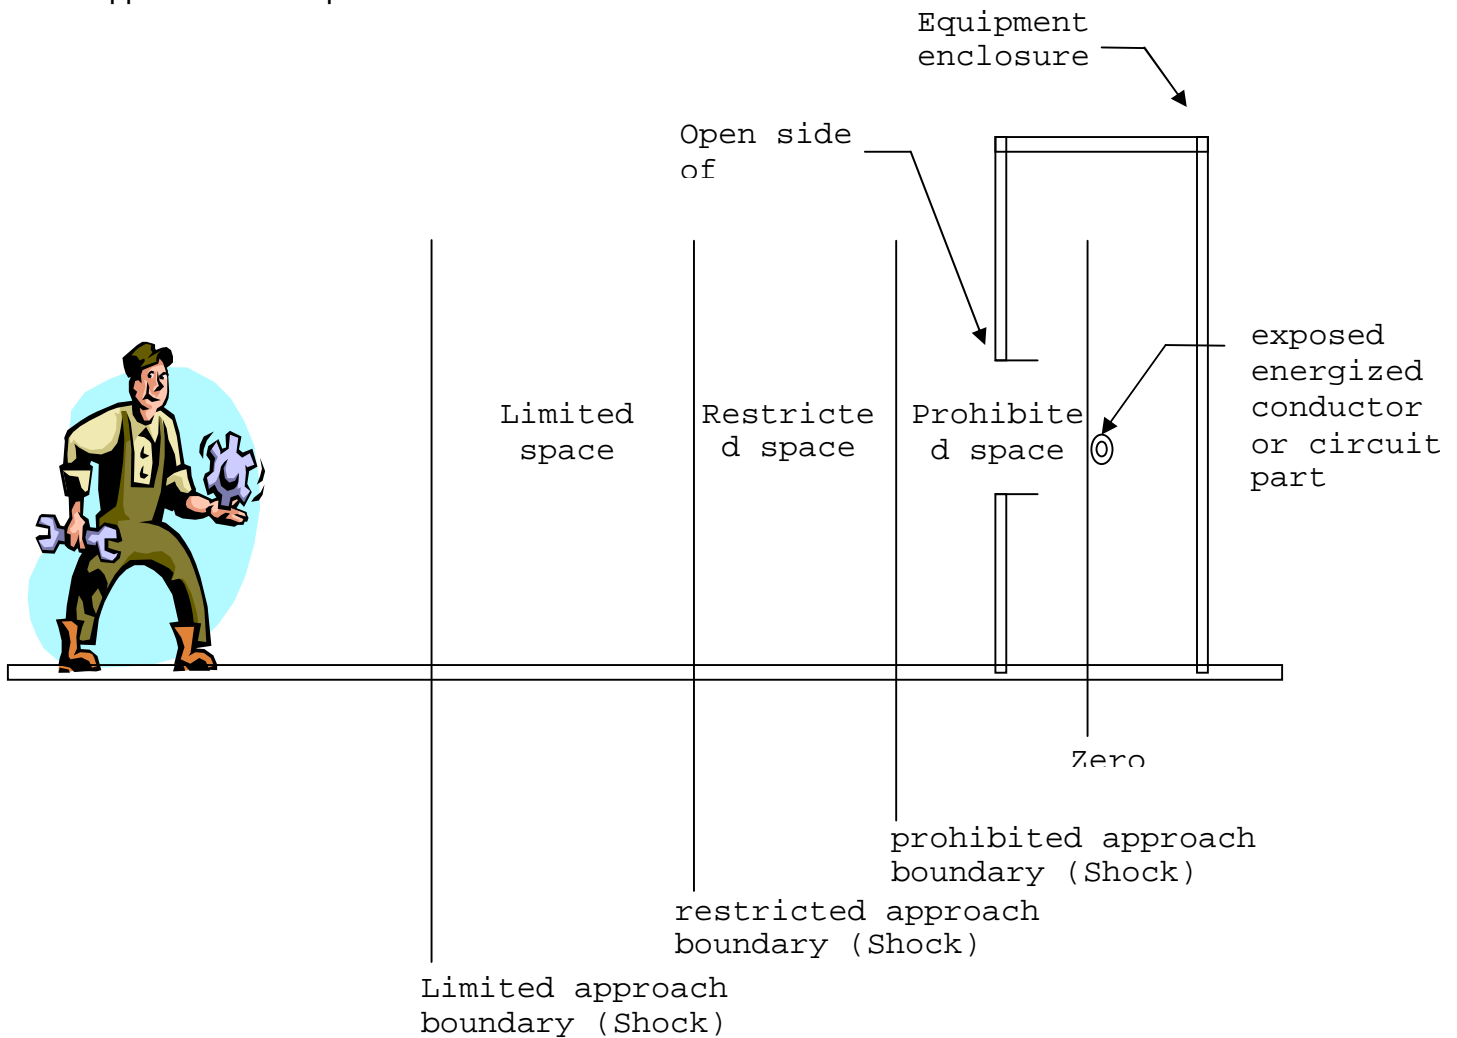 Equipment
enclosure
Open side
of
exposed
energized
conductor
or circuit
part
Limited
space
Restricte
d space
Prohibite
d space
Zero
prohibited approach
boundary (Shock)
restricted approach
boundary (Shock)
Limited approach
boundary (Shock)